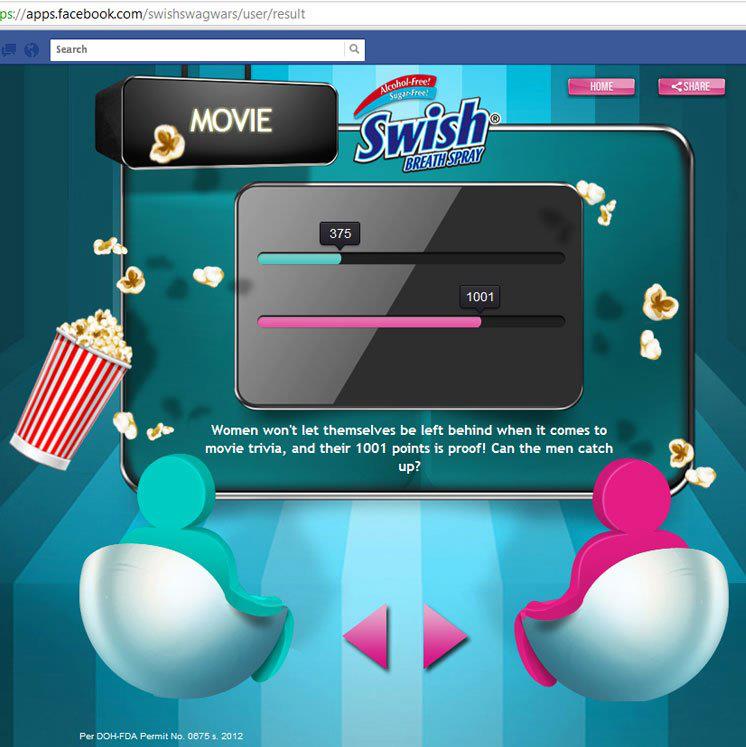 ps://apps.facebook.com/swishswagwars/user/result
Search
MOVIE
Alcohol-Free!
Sugar-Free!
Swish®
BREATH SPRAY
HOME
SHARE
375
1001
Women won't let themselves be left behind when it comes to
movie trivia, and their 1001 points is proof! Can the men catch
up?
Per DOH-FDA Permit No. 0675 s. 2012